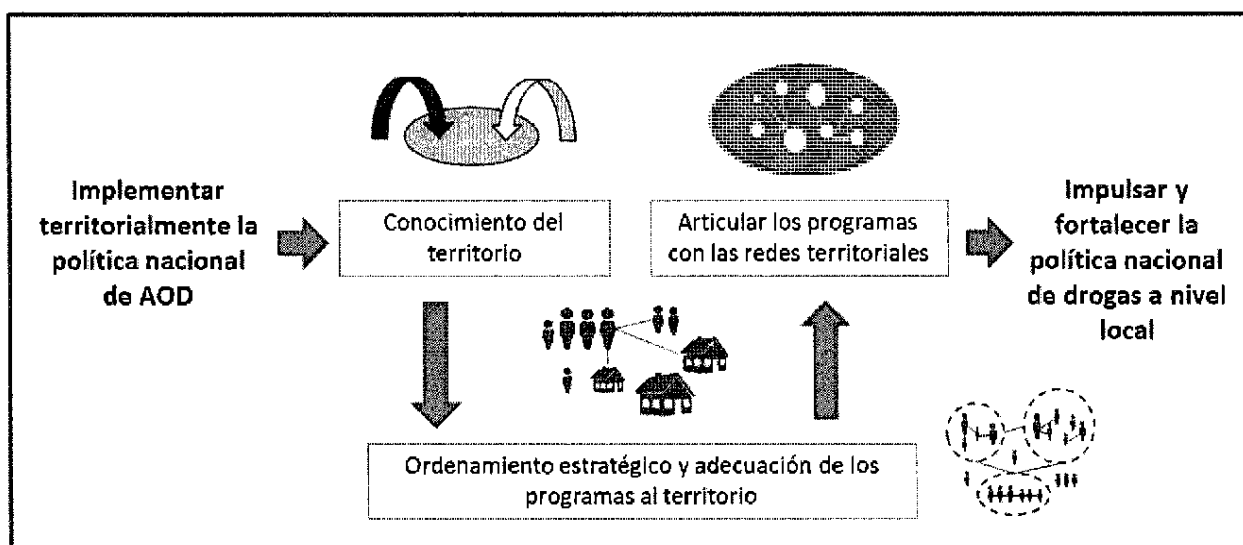 Implementar
territorialmente la
política nacional
de AOD
Conocimiento del
territorio
Articular los programas
con las redes territoriales
Impulsar y
fortalecer la
política nacional
de drogas a nivel
local
Ordenamiento estratégico y adecuación de los
programas al territorio